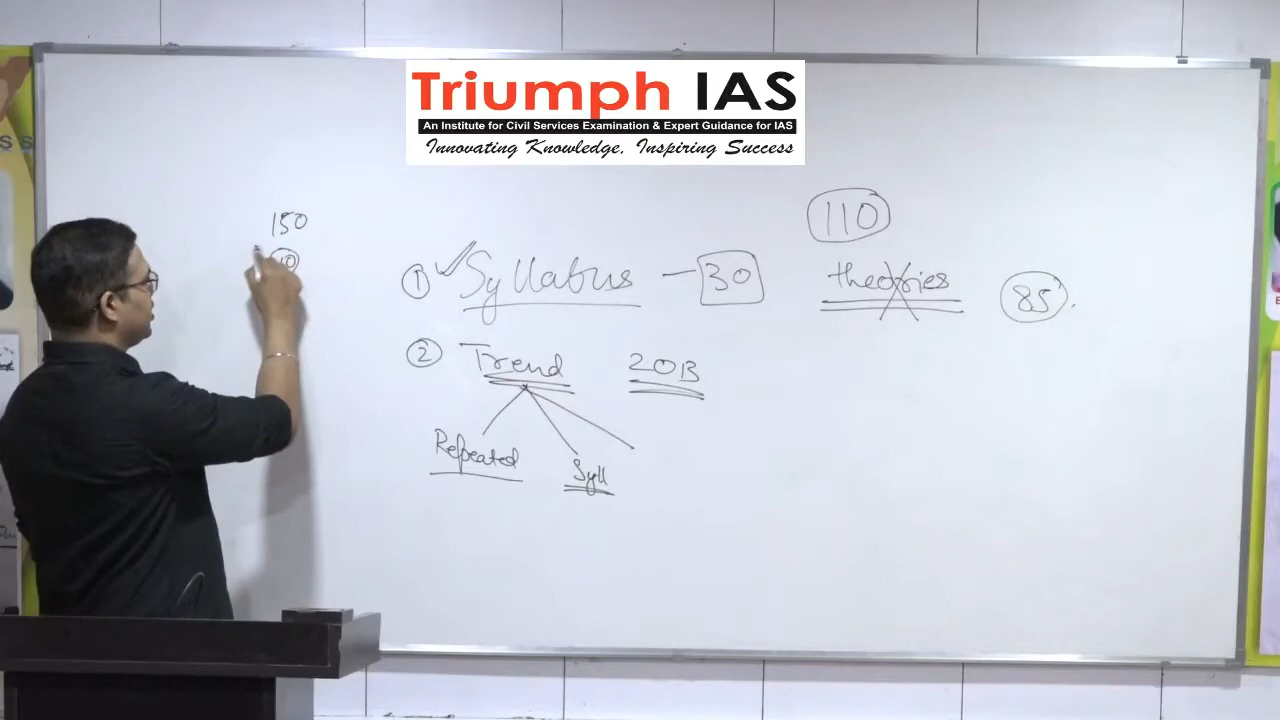 Triumph IAS
An Institute for Civil Services Examination & Expert Guidance for IAS
Innovating Knowledge, Inspiring Success
110
150
10
① ✓ Syllabus – 30
theories
85
② Trend
2013
Repeated
Syll